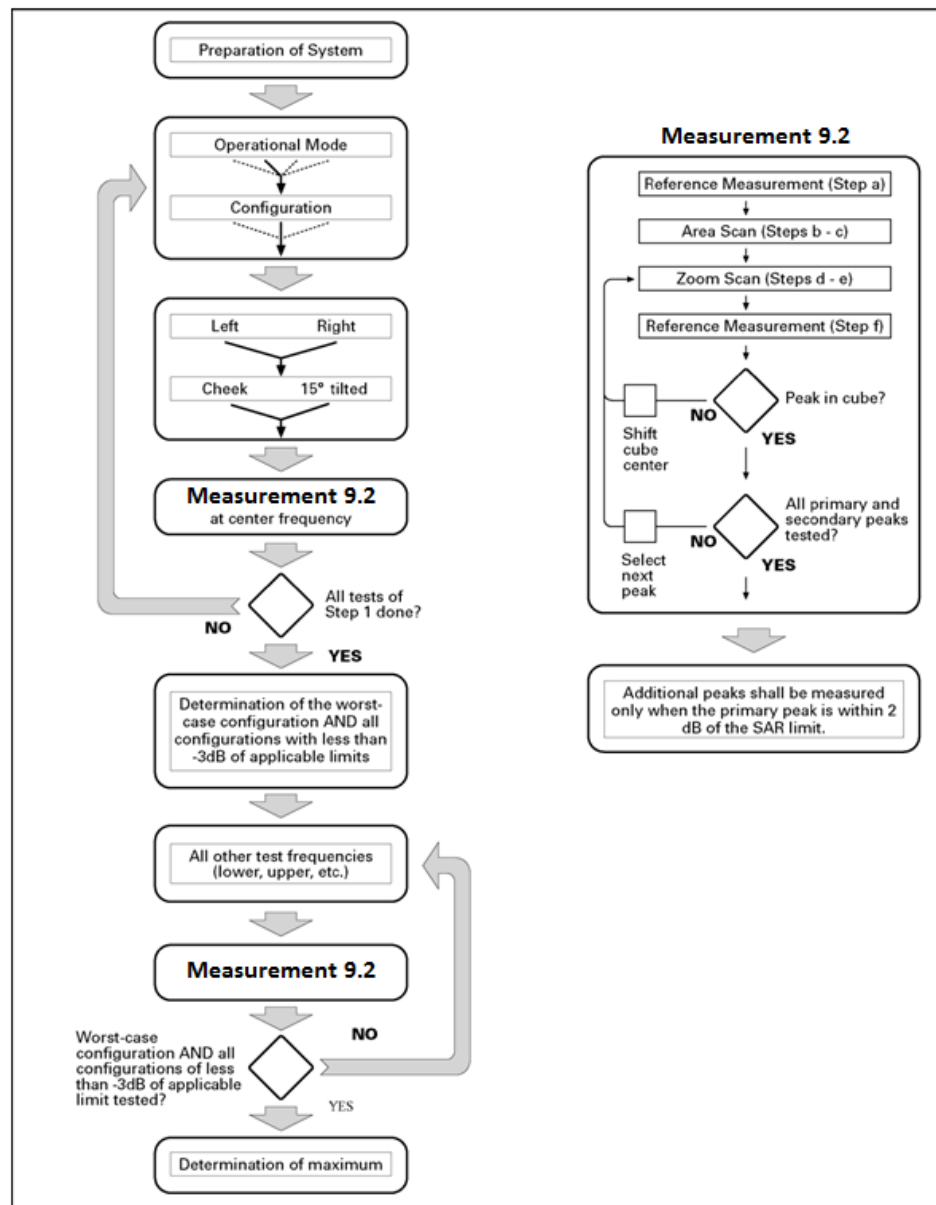 Preparation of System
Operational Mode
Configuration
Left Right
Cheek 15° tilted
Measurement 9.2
at center frequency
All tests of
Step 1 done?
NO
YES
Determination of the worst-
case configuration AND all
configurations with less than
-3dB of applicable limits
All other test frequencies
(lower, upper, etc.)
Measurement 9.2
Worst-case
configuration AND all
configurations of less
than -3dB of applicable
limit tested?
NO
YES
Determination of maximum
Measurement 9.2
Reference Measurement (Step a)
Area Scan (Steps b - c)
Zoom Scan (Steps d - e)
Reference Measurement (Step f)
Peak in cube?
NO
Shift
cube
center
YES
All primary and
secondary peaks
tested?
NO
Select
next
peak
YES
Additional peaks shall be measured
only when the primary peak is within 2
dB of the SAR limit.